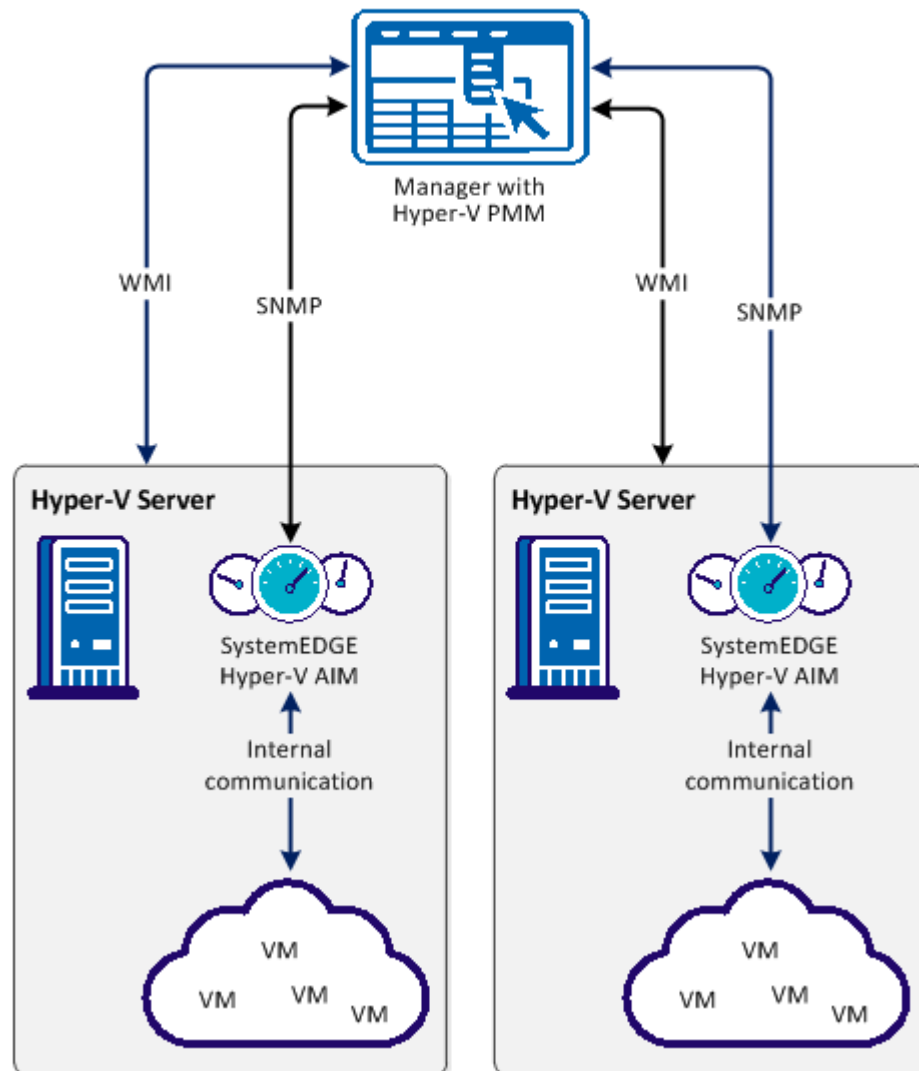 Manager with
Hyper-V PMM
WMI
SNMP
WMI
SNMP
Hyper-V Server
SystemEDGE
Hyper-V AIM
Internal
communication
VM
VM
VM
VM
Hyper-V Server
SystemEDGE
Hyper-V AIM
Internal
communication
VM
VM
VM
VM